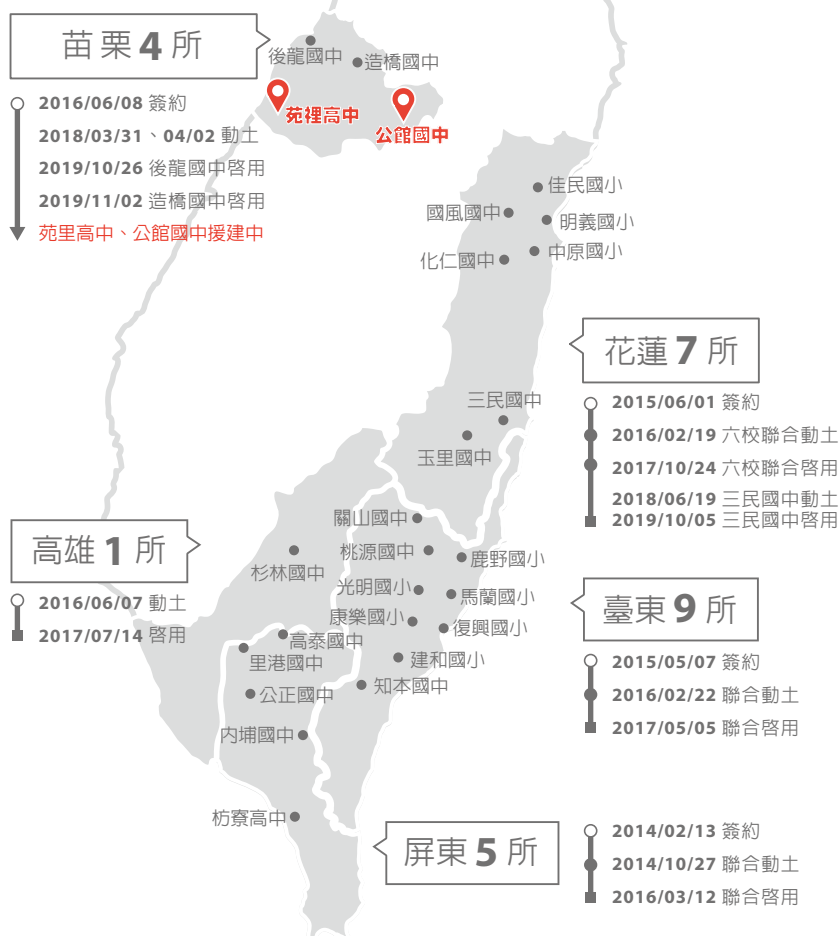 苗栗 4 所
2016/06/08 簽約
2018/03/31、04/02 動土
2019/10/26 後龍國中啓用
2019/11/02 造橋國中啓用
苑里高中、公館國中援建中
後龍國中
造橋國中
苑裡高中
公館國中
佳民國小
國風國中
明義國小
中原國小
化仁國中
花蓮 7 所
2015/06/01 簽約
2016/02/19 六校聯合動土
2017/10/24 六校聯合啓用
2018/06/19 三民國中動土
2019/10/05 三民國中啓用
三民國中
玉里國中
高雄 1 所
2016/06/07 動土
2017/07/14 啓用
杉林國中
關山國中
桃源國中
鹿野國小
光明國小
馬蘭國小
康樂國小
復興國小
建和國小
知本國中
臺東 9 所
2015/05/07 簽約
2016/02/22 聯合動土
2017/05/05 聯合啓用
高泰國中
里港國中
公正國中
内埔國中
枋寮高中
屏東 5 所
2014/02/13 簽約
2014/10/27 聯合動土
2016/03/12 聯合啓用